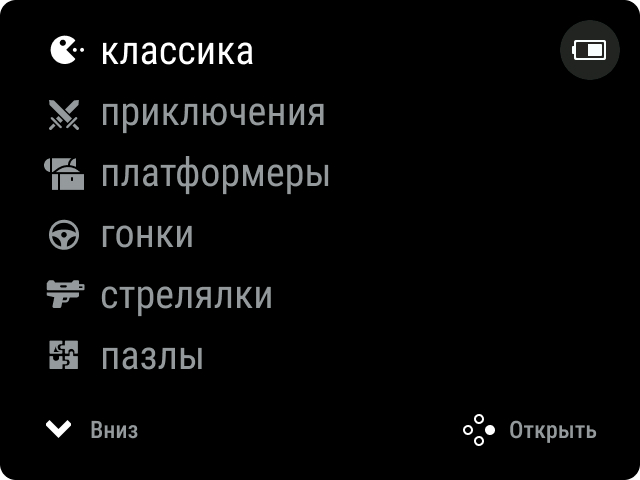 классика
приключения
платформеры
гонки
стрелялки
пазлы
Вниз
Открыть